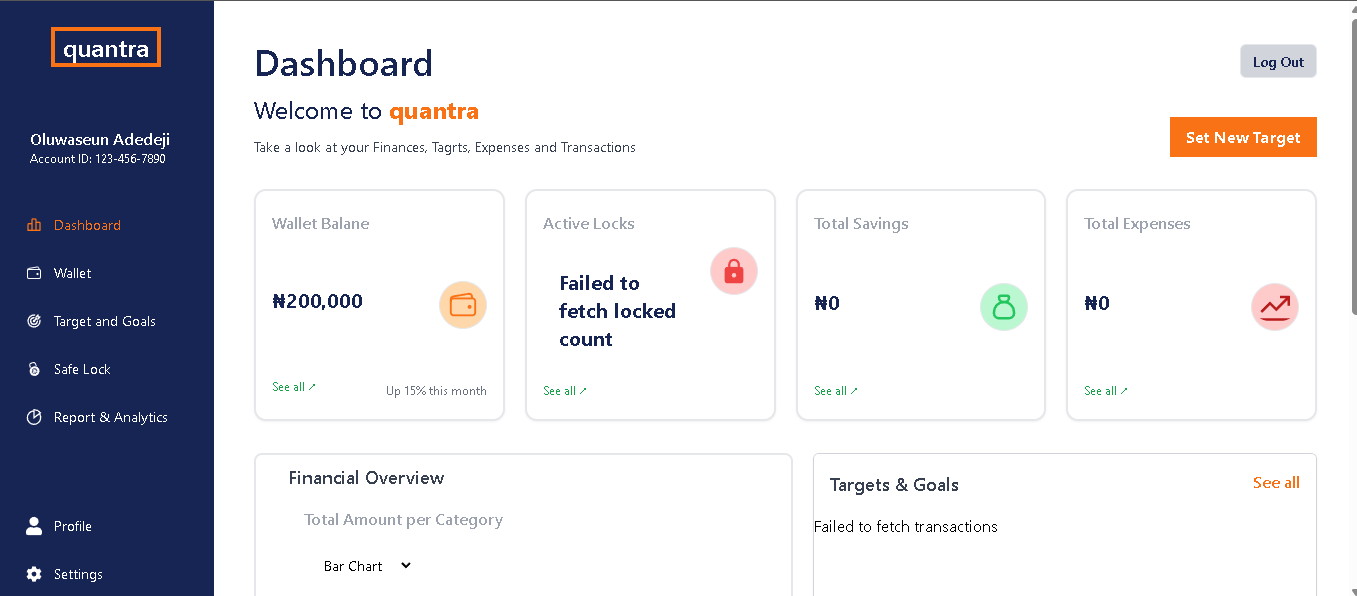 quantra
Oluwaseun Adedeji
Account ID: 123-456-7890
Dashboard
Wallet
Target and Goals
Safe Lock
Report & Analytics
Profile
Settings
Dashboard
Log Out
Welcome to quantra
Take a look at your Finances, Tagrts, Expenses and Transactions
Set New Target
Wallet Balane
₦200,000
See all ↗
Up 15% this month
Active Locks
Failed to
fetch locked
count
See all ↗
Total Savings
₦0
See all ↗
Total Expenses
₦0
See all ↗
Financial Overview
Total Amount per Category
Bar Chart
Targets & Goals
See all
Failed to fetch transactions